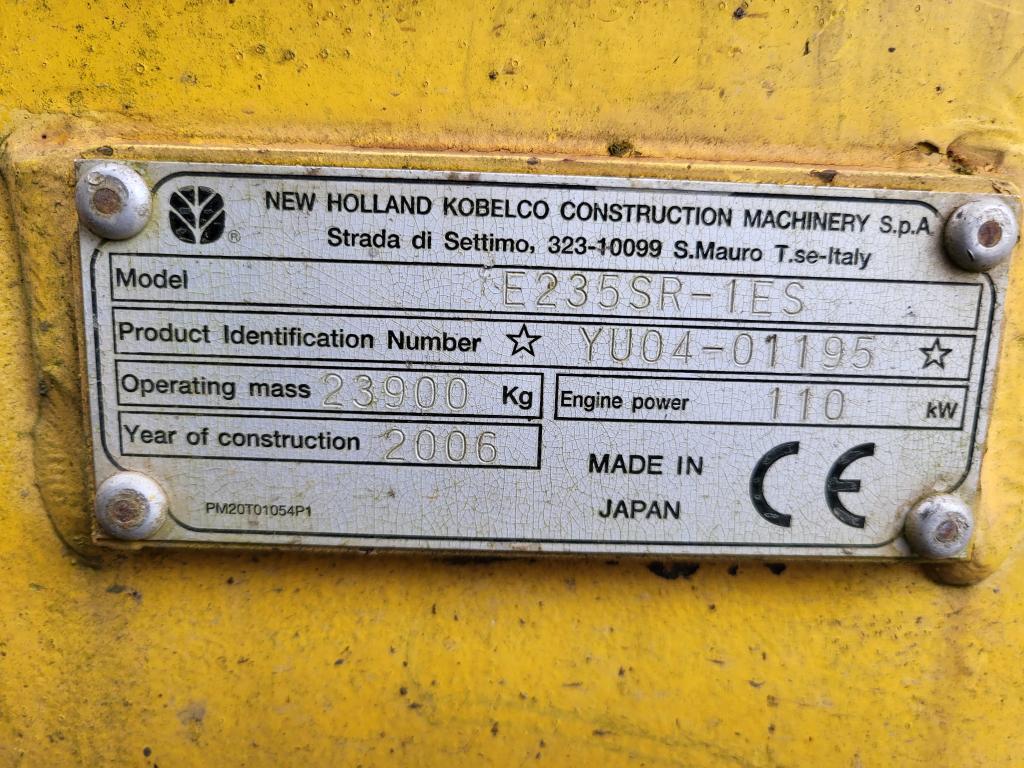 NEW HOLLAND KOBELCO CONSTRUCTION MACHINERY S.p.A.
Strada di Settimo, 323-10099 S.Mauro T.se-Italy
®
Model E235SR-1ES
Product Identification Number ☆ YU04-01195 ☆
Operating mass 23900 Kg Engine power 110 kW
Year of construction 2006
MADE IN
JAPAN
CE
PM20T01054P1